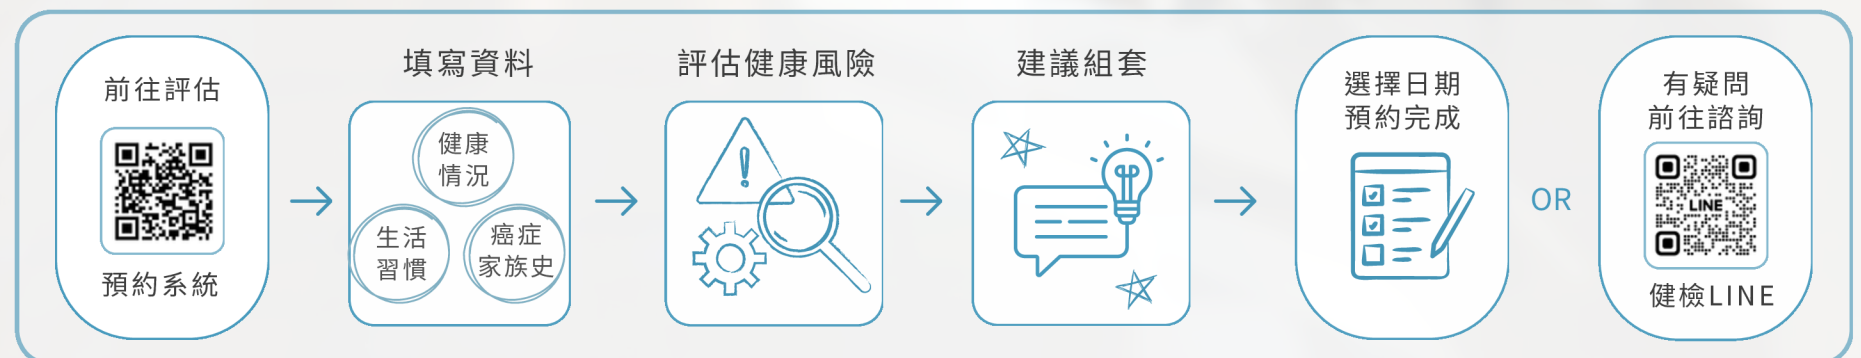 前往評估
預約系統
填寫資料
健康
情況
生活
習慣
癌症
家族史
評估健康風險
建議組套
選擇日期
預約完成
OR
有疑問
前往諮詢
LINE
健檢LINE